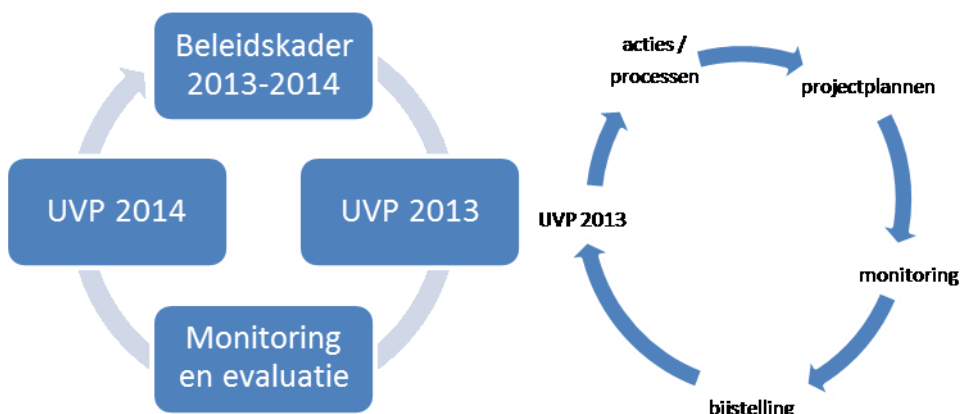 Beleidskader
2013-2014
UVP 2014
UVP 2013
Monitoring
en evaluatie
acties /
processen
projectplannen
UVP 2013
monitoring
bijstelling